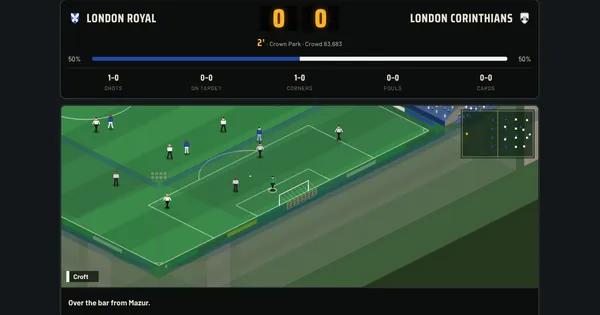 LONDON ROYAL
0 0
LONDON CORINTHIANS
2' · Crown Park · Crowd 83,683
50%
50%
1-0 0-0 1-0 0-0 0-0
SHOTS ON TARGET CORNERS FOULS CARDS
Croft
Over the bar from Mazur.